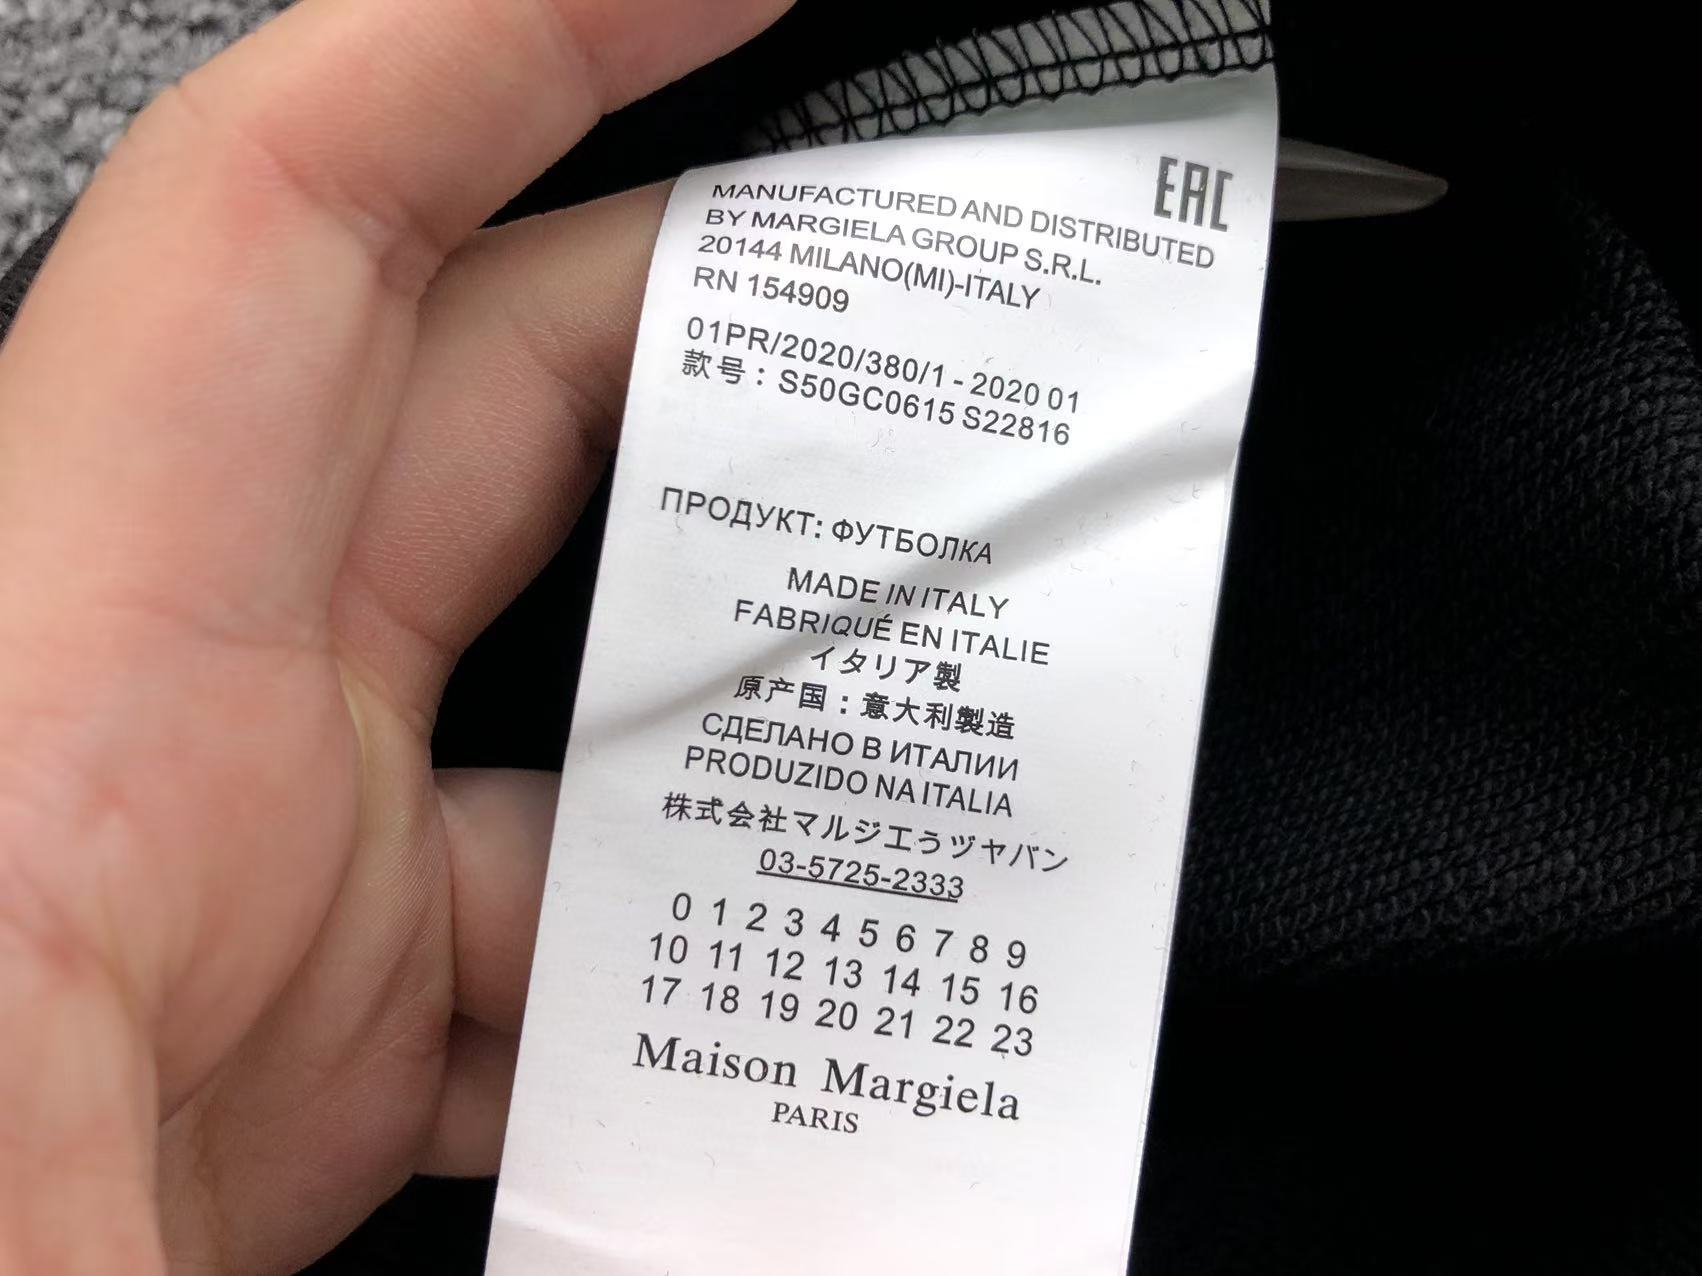 EAC
MANUFACTURED AND DISTRIBUTED
BY MARGIELA GROUP S.R.L.
20144 MILANO(MI)-ITALY
RN 154909
01PR/2020/380/1 - 2020 01
款号：S50GC0615 S22816
ПРОДУКТ: ФУТБОЛКА
MADE IN ITALY
FABRIQUÉ EN ITALIE
イタリア製
原产国：意大利製造
СДЕЛАНО В ИТАЛИИ
PRODUZIDO NA ITALIA
株式会社マルジエうヅヤバン
03-5725-2333
0 1 2 3 4 5 6 7 8 9
10 11 12 13 14 15 16
17 18 19 20 21 22 23
Maison Margiela
PARIS